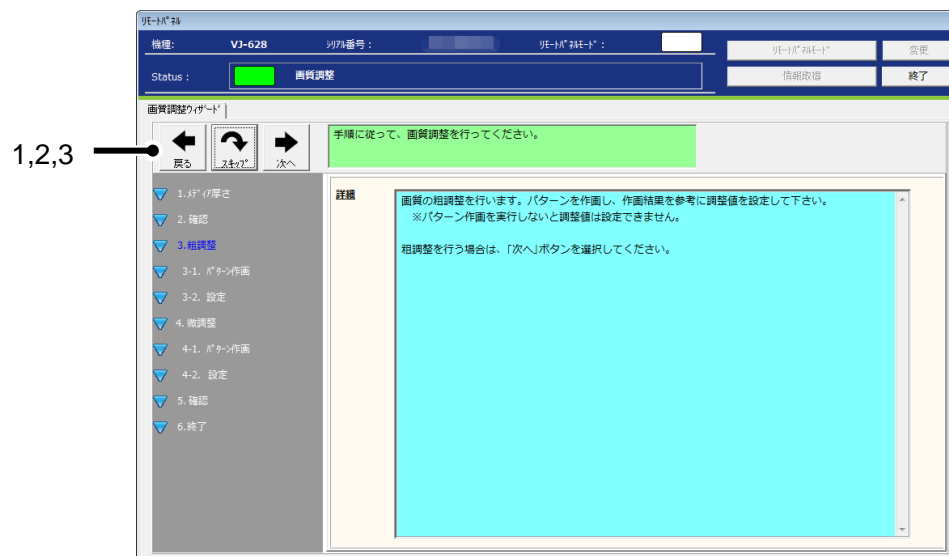 ﾘﾓｰﾄﾊﾟﾈﾙ
機種: VJ-628 ｼﾘｱﾙ番号： ﾘﾓｰﾄﾊﾟﾈﾙﾓｰﾄﾞ：
ﾘﾓｰﾄﾊﾟﾈﾙﾓｰﾄﾞ 変更
Status： 画質調整
情報取得 終了
画質調整ｳｨｻﾞｰﾄﾞ
1,2,3
戻る ｽｷｯﾌﾟ 次へ
手順に従って、画質調整を行ってください。
1.ﾒﾃﾞｨｱ厚さ
2. 確認
3.粗調整
3-1. ﾊﾟﾀｰﾝ作画
3-2. 設定
4. 微調整
4-1. ﾊﾟﾀｰﾝ作画
4-2. 設定
5. 確認
6.終了
詳細
画質の粗調整を行います。パターンを作画し、作画結果を参考に調整値を設定して下さい。
※パターン作画を実行しないと調整値は設定できません。
粗調整を行う場合は、「次へ」ボタンを選択してください。